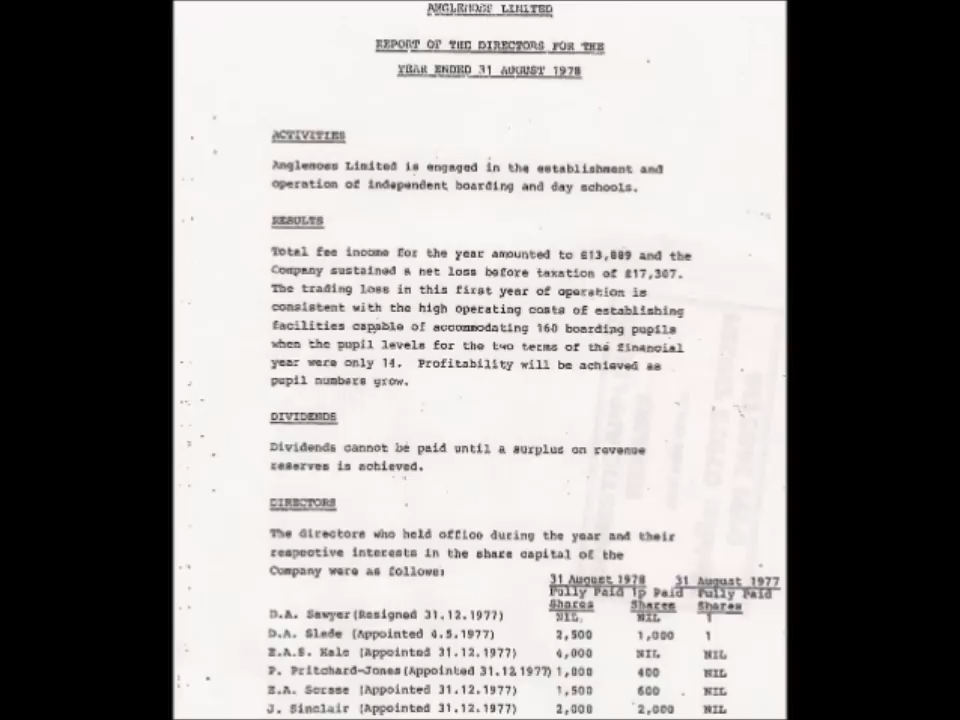 ANGLEMOSS LIMITED
REPORT OF THE DIRECTORS FOR THE
YEAR ENDED 31 AUGUST 1978
ACTIVITIES
Anglemoss Limited is engaged in the establishment and
operation of independent boarding and day schools.
RESULTS
Total fee income for the year amounted to £13,889 and the
Company sustained a net loss before taxation of £17,307.
The trading loss in this first year of operation is
consistent with the high operating costs of establishing
facilities capable of accommodating 160 boarding pupils
when the pupil levels for the two terms of the financial
year were only 14. Profitability will be achieved as
pupil numbers grow.
DIVIDENDS
Dividends cannot be paid until a surplus on revenue
reserves is achieved.
DIRECTORS
The directors who held office during the year and their
respective interests in the share capital of the
Company were as follows:
31 August 1978 31 August 1977
Fully Paid 1p Paid Fully Paid
Shares Shares Shares
D.A. Sawyer (Resigned 31.12.1977) NIL NIL 1
D.A. Slade (Appointed 4.5.1977) 2,500 1,000 1
E.A.S. Hale (Appointed 31.12.1977) 4,000 NIL NIL
P. Pritchard-Jones (Appointed 31.12.1977) 1,000 400 NIL
E.A. Scrase (Appointed 31.12.1977) 1,500 600 NIL
J. Sinclair (Appointed 31.12.1977) 2,000 2,000 NIL